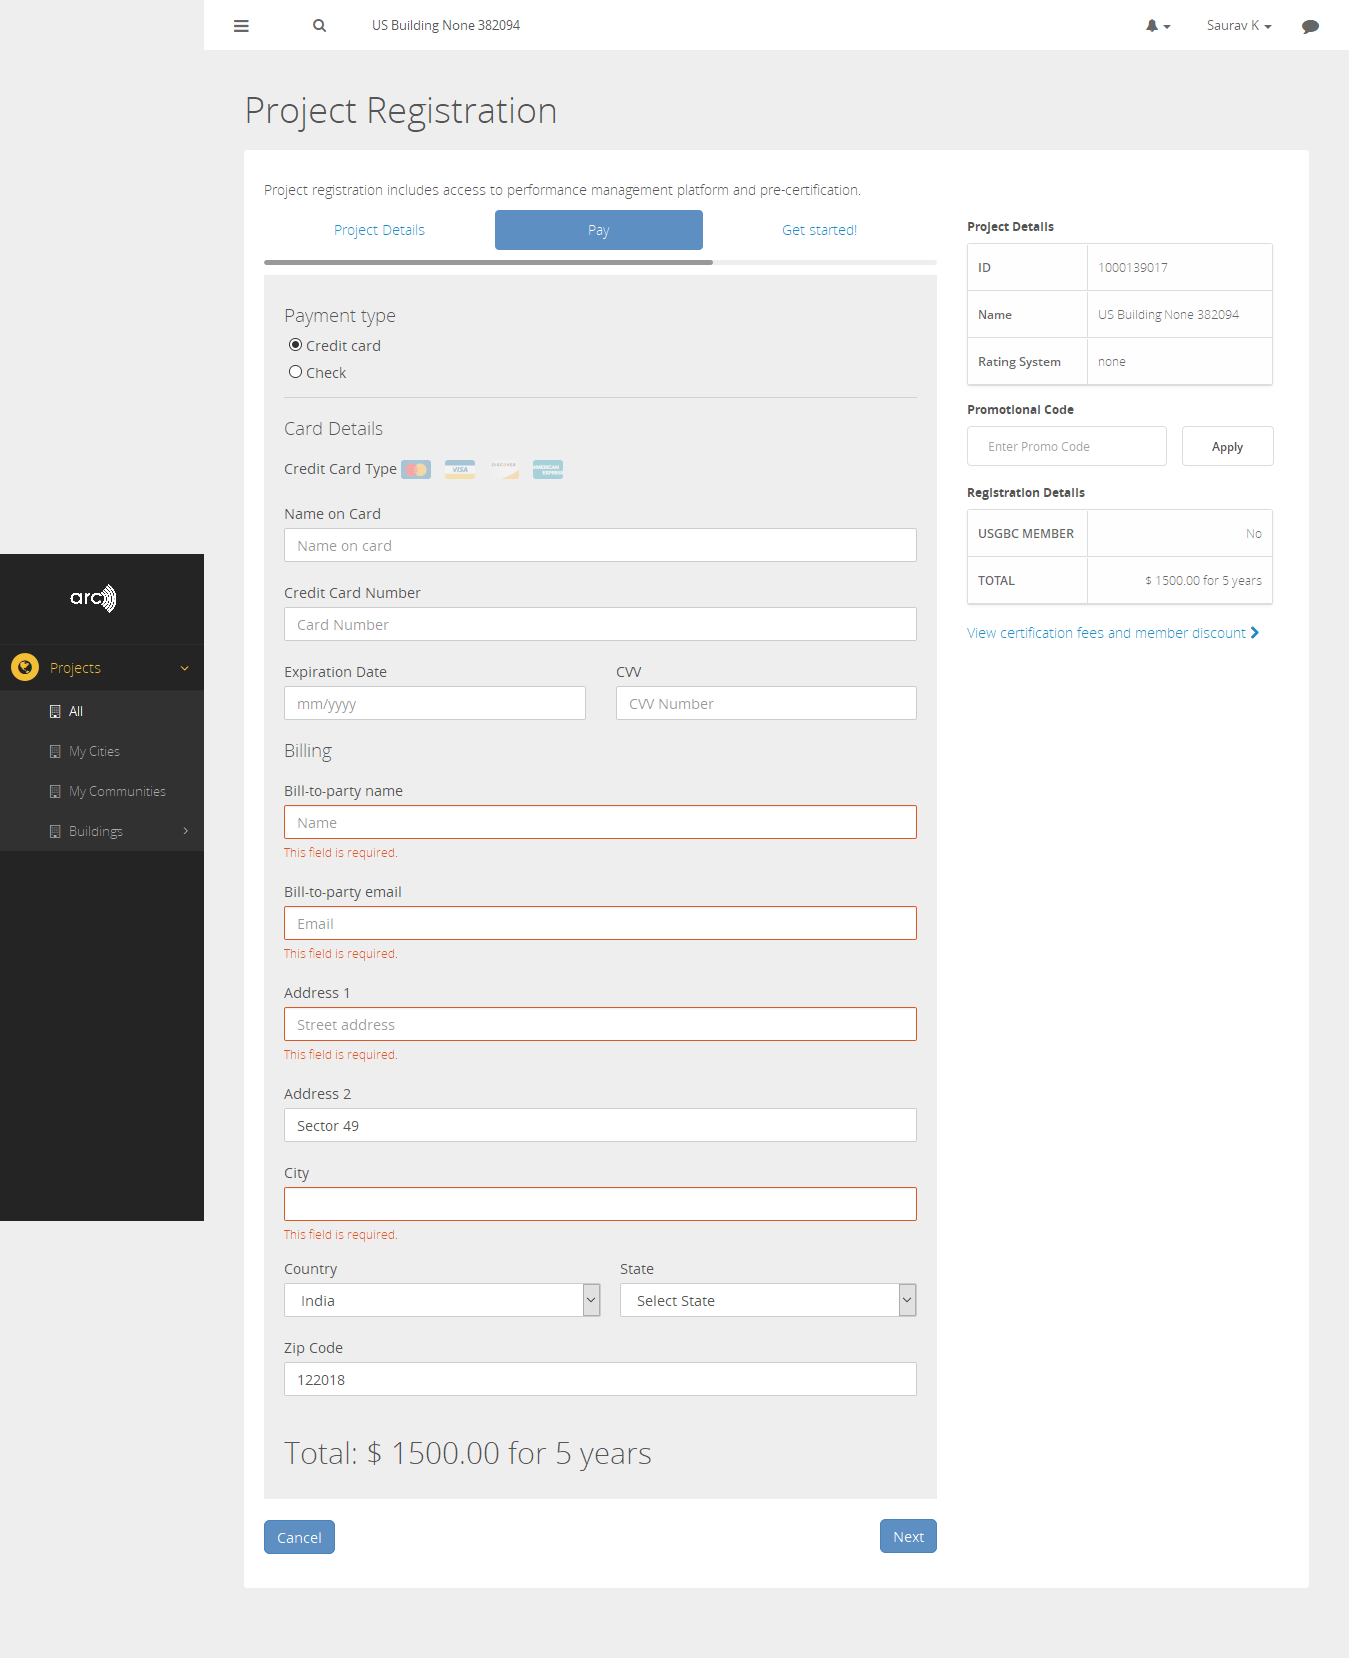 US Building None 382094
Saurav K
Project Registration
Project registration includes access to performance management platform and pre-certification.
Project Details
Pay
Get started!
Payment type
Credit card
Check
Card Details
Credit Card Type
VISA
DISCOVER
AMERICAN
EXPRESS
Name on Card
Name on card
Credit Card Number
Card Number
Expiration Date
CVV
mm/yyyy
CVV Number
Billing
Bill-to-party name
Name
This field is required.
Bill-to-party email
Email
This field is required.
Address 1
Street address
This field is required.
Address 2
Sector 49
City
This field is required.
Country
State
India
Select State
Zip Code
122018
Total: $ 1500.00 for 5 years
Cancel
Next
Project Details
ID
1000139017
Name
US Building None 382094
Rating System
none
Promotional Code
Enter Promo Code
Apply
Registration Details
USGBC MEMBER
No
TOTAL
$ 1500.00 for 5 years
View certification fees and member discount
arc
Projects
All
My Cities
My Communities
Buildings